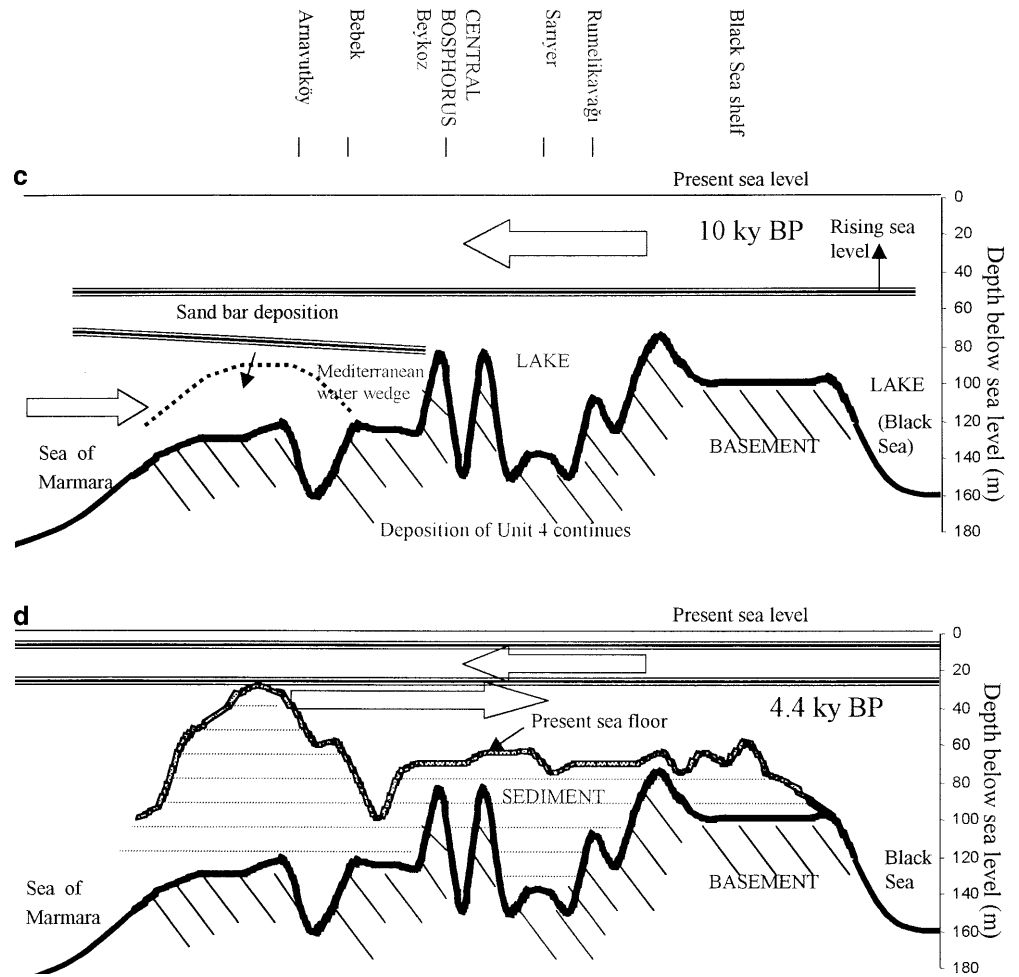 Arnavutköy
Bebek
Beykoz
CENTRAL
BOSPHORUS
Sarıyer
Rumelikavağı
Black Sea shelf
c
Present sea level
0
10 ky BP
Rising sea
level
20
40
60
80
100
120
140
160
180
Depth below sea level (m)
Sand bar deposition
Mediterranean
water wedge
LAKE
LAKE
(Black
Sea)
Sea of
Marmara
BASEMENT
Deposition of Unit 4 continues
d
Present sea level
0
20
40
60
80
100
120
140
160
180
Depth below sea level (m)
4.4 ky BP
Present sea floor
SEDIMENT
BASEMENT
Black
Sea
Sea of
Marmara